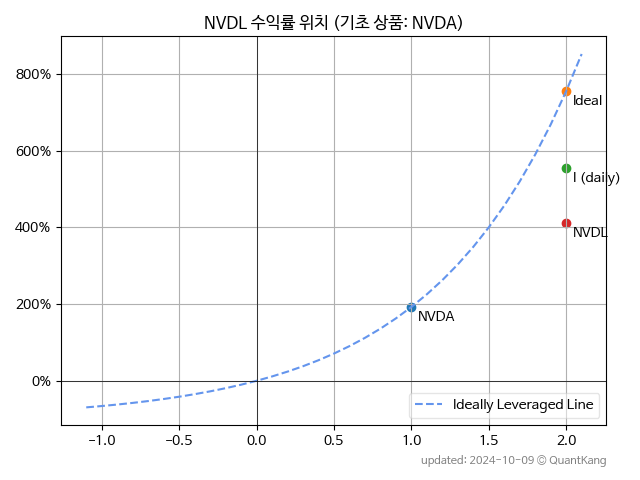 NVDL 수익률 위치 (기초 상품: NVDA)
800%
600%
400%
200%
0%
Ideal
I (daily)
NVDL
NVDA
Ideally Leveraged Line
−1.0
−0.5
0.0
0.5
1.0
1.5
2.0
updated: 2024-10-09 © QuantKang